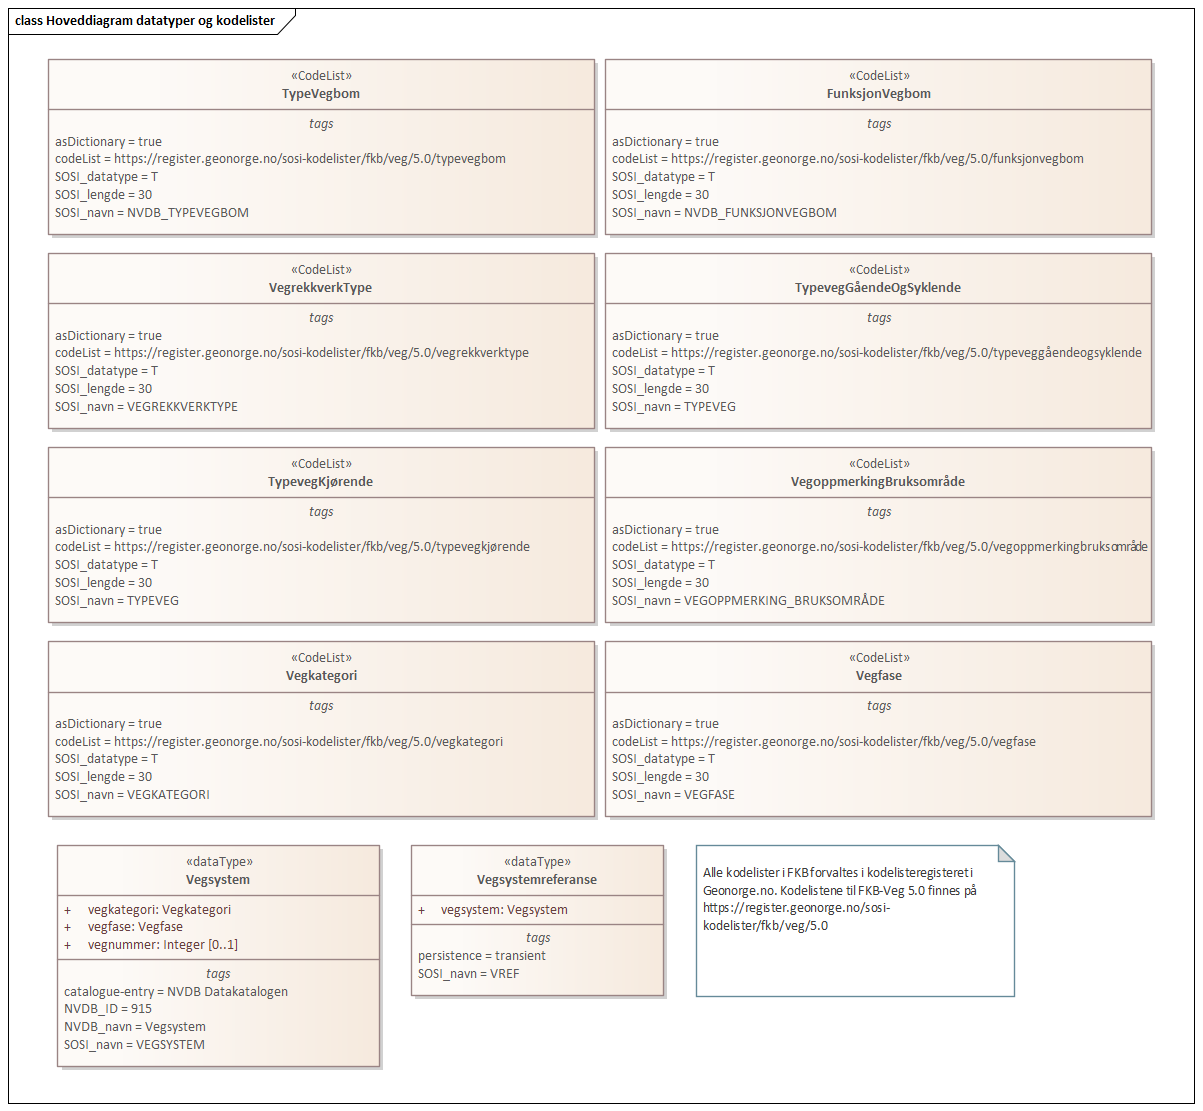 class Hoveddiagram datatyper og kodelister
«CodeList»
TypeVegbom
tags
asDictionary = true
codeList = https://register.geonorge.no/sosi-kodelister/fkb/veg/5.0/typevegbom
SOSI_datatype = T
SOSI_lengde = 30
SOSI_navn = NVDB_TYPEVEGBOM
«CodeList»
FunksjonVegbom
tags
asDictionary = true
codeList = https://register.geonorge.no/sosi-kodelister/fkb/veg/5.0/funksjonvegbom
SOSI_datatype = T
SOSI_lengde = 30
SOSI_navn = NVDB_FUNKSJONVEGBOM
«CodeList»
VegrekkverkType
tags
asDictionary = true
codeList = https://register.geonorge.no/sosi-kodelister/fkb/veg/5.0/vegrekkverktype
SOSI_datatype = T
SOSI_lengde = 30
SOSI_navn = VEGREKKVERKTYPE
«CodeList»
TypevegGåendeOgSyklende
tags
asDictionary = true
codeList = https://register.geonorge.no/sosi-kodelister/fkb/veg/5.0/typeveggåendeogsyklende
SOSI_datatype = T
SOSI_lengde = 30
SOSI_navn = TYPEVEG
«CodeList»
TypevegKjørende
tags
asDictionary = true
codeList = https://register.geonorge.no/sosi-kodelister/fkb/veg/5.0/typevegkjørende
SOSI_datatype = T
SOSI_lengde = 30
SOSI_navn = TYPEVEG
«CodeList»
VegoppmerkingBruksområde
tags
asDictionary = true
codeList = https://register.geonorge.no/sosi-kodelister/fkb/veg/5.0/vegoppmerkingbruksområde
SOSI_datatype = T
SOSI_lengde = 30
SOSI_navn = VEGOPPMERKING_BRUKSOMRÅDE
«CodeList»
Vegkategori
tags
asDictionary = true
codeList = https://register.geonorge.no/sosi-kodelister/fkb/veg/5.0/vegkategori
SOSI_datatype = T
SOSI_lengde = 30
SOSI_navn = VEGKATEGORI
«CodeList»
Vegfase
tags
asDictionary = true
codeList = https://register.geonorge.no/sosi-kodelister/fkb/veg/5.0/vegfase
SOSI_datatype = T
SOSI_lengde = 30
SOSI_navn = VEGFASE
«dataType»
Vegsystem
+ vegkategori: Vegkategori
+ vegfase: Vegfase
+ vegnummer: Integer [0..1]
tags
catalogue-entry = NVDB Datakatalogen
NVDB_ID = 915
NVDB_navn = Vegsystem
SOSI_navn = VEGSYSTEM
«dataType»
Vegsystemreferanse
+ vegsystem: Vegsystem
tags
persistence = transient
SOSI_navn = VREF
Alle kodelister i FKB forvaltes i kodelisteregisteret i
Geonorge.no. Kodelistene til FKB-Veg 5.0 finnes på
https://register.geonorge.no/sosi-
kodelister/fkb/veg/5.0